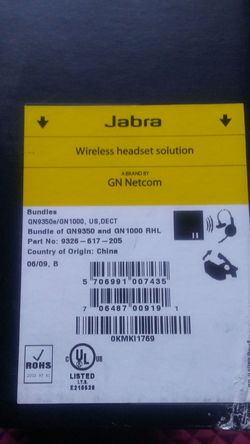 Jabra
Wireless headset solution
A BRAND BY
GN Netcom
Bundles
GN9350e/GN1000, US,DECT
Bundle of GN9350 and GN1000 RHL
Part No: 9326-617-205
Country of Origin: China
06/09, B
5 706991 007435
7 06487 00919 1
0KMKI1769
ROHS
C UL US
LISTED
I.T.E.